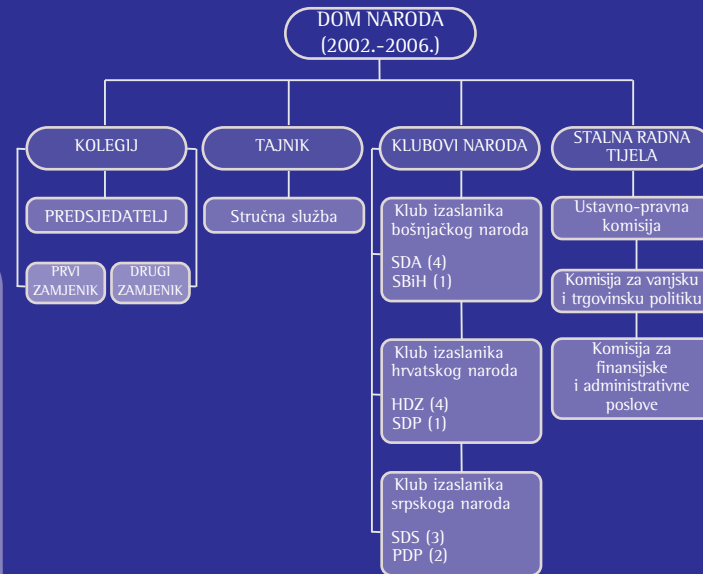 DOM NARODA
(2002.-2006.)
KOLEGIJ
PREDSJEDATELJ
PRVI
ZAMJENIK
DRUGI
ZAMJENIK
TAJNIK
Stručna služba
KLUBOVI NARODA
Klub izaslanika
bošnjačkog naroda
SDA (4)
SBiH (1)
Klub izaslanika
hrvatskog naroda
HDZ (4)
SDP (1)
Klub izaslanika
srpskoga naroda
SDS (3)
PDP (2)
STALNA RADNA
TIJELA
Ustavno-pravna
komisija
Komisija za vanjsku
i trgovinsku politiku
Komisija za
finansijske
i administrativne
poslove